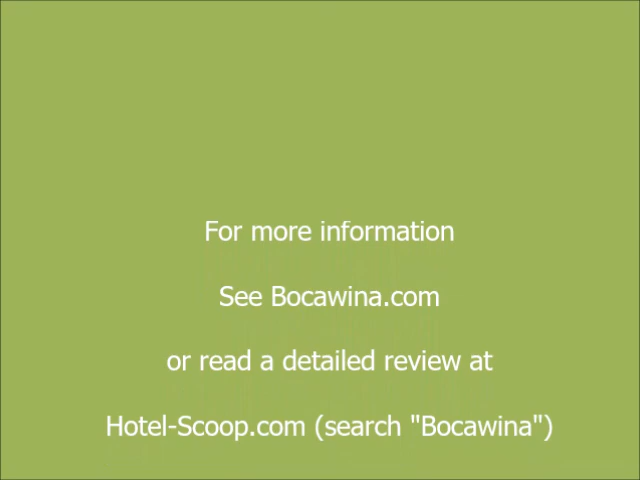 For more information
See Bocawina.com
or read a detailed review at
Hotel-Scoop.com (search "Bocawina")